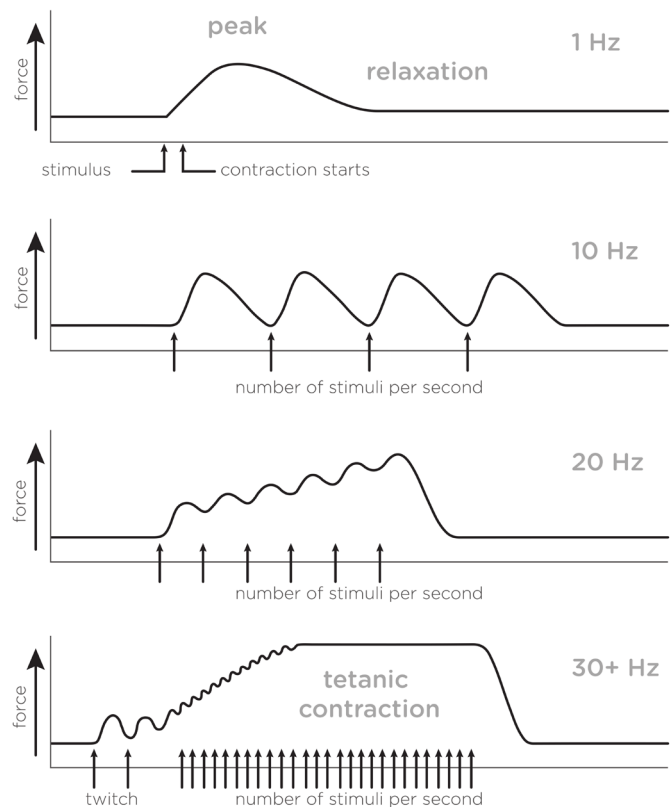 peak
1 Hz
relaxation
force
stimulus
contraction starts
10 Hz
force
number of stimuli per second
20 Hz
force
number of stimuli per second
30+ Hz
force
tetanic
contraction
twitch
number of stimuli per second